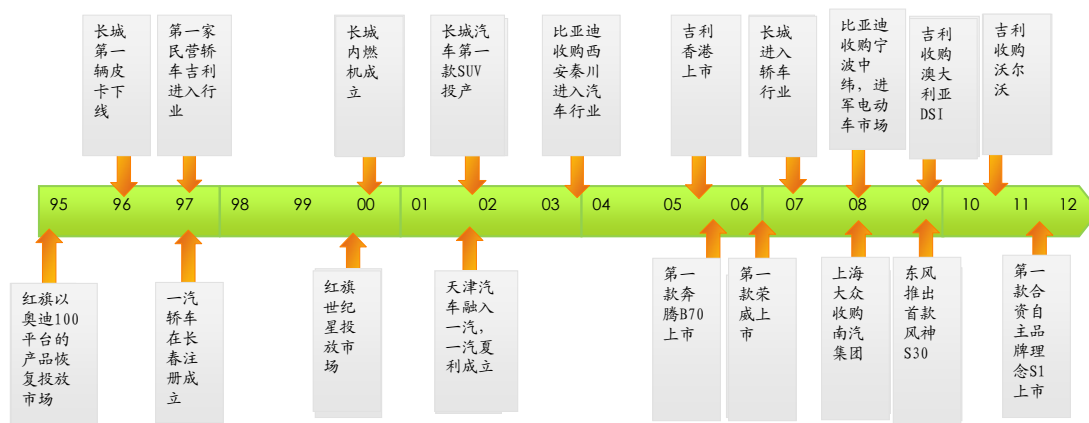 长城
第一
辆皮
卡下
线
第一家
民营轿
车吉利
进入行
业
长城
内燃
机成
立
长城汽
车第一
款SUV
投产
比亚迪
收购西
安秦川
进入汽
车行业
吉利
香港
上市
长城
进入
轿车
行业
比亚迪
收购宁
波中
纬，进
军电动
车市场
吉利
收购
澳大
利亚
DSI
吉利
收购
沃尔
沃
95 96 97 98 99 00 01 02 03 04 05 06 07 08 09 10 11 12
红旗以
奥迪100
平台的
产品恢
复投放
市场
一汽
轿车
在长
春注
册成
立
红旗
世纪
星投
放市
场
天津汽
车融入
一汽，
一汽夏
利成立
第一
款奔
腾B70
上市
第一
款荣
威上
市
上海
大众
收购
南汽
集团
东风
推出
首款
风神
S30
第一
款合
资自
主品
牌理
念S1
上市